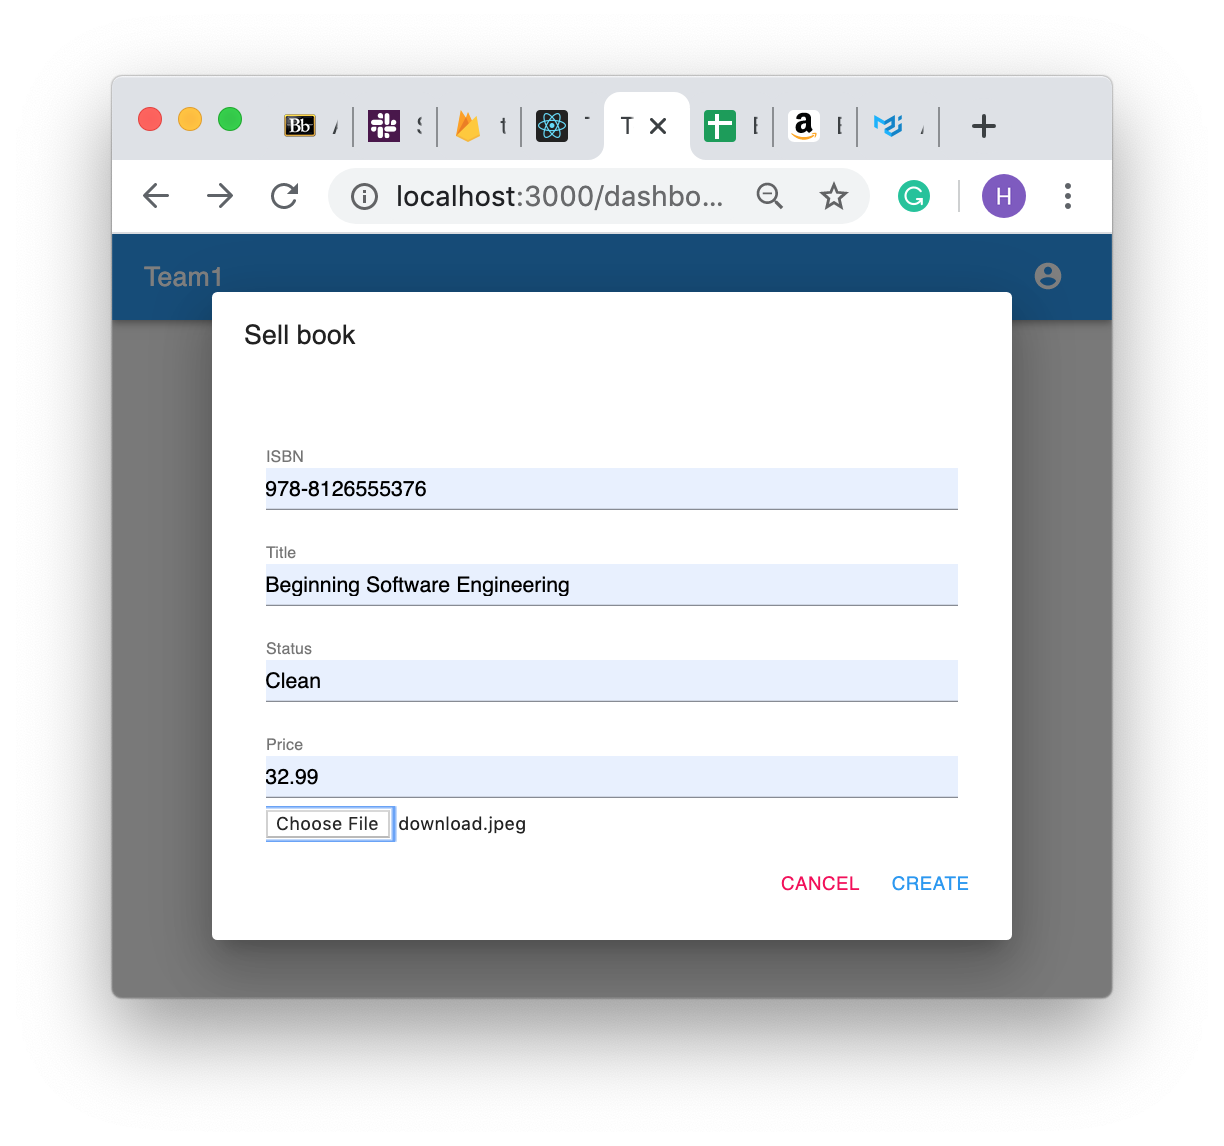 Bb
T
localhost:3000/dashbo...
H
Team1
Sell book
ISBN
978-8126555376
Title
Beginning Software Engineering
Status
Clean
Price
32.99
Choose File download.jpeg
CANCEL CREATE